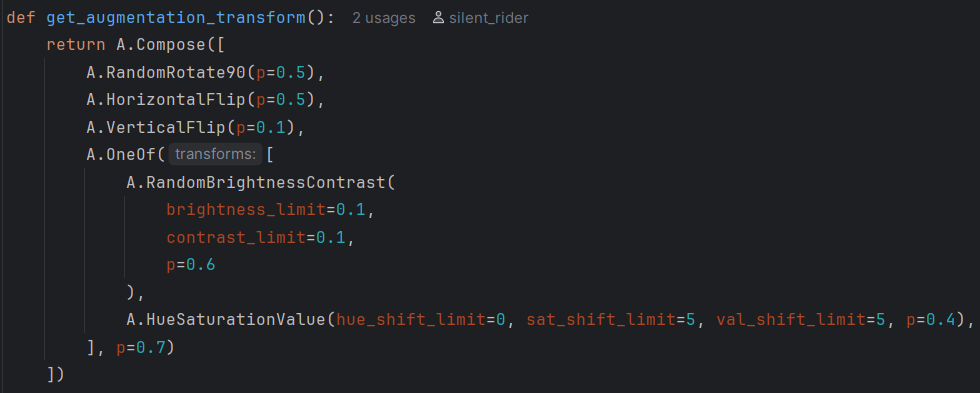 def get_augmentation_transform(): 2 usages silent_rider
return A.Compose([
A.RandomRotate90(p=0.5),
A.HorizontalFlip(p=0.5),
A.VerticalFlip(p=0.1),
A.OneOf( transms: [
A.RandomBrightnessContrast(
brightness_limit=0.1,
contrast_limit=0.1,
p=0.6
),
A.HueSaturationValue(hue_shift_limit=0, sat_shift_limit=5, val_shift_limit=5, p=0.4),
], p=0.7)
])